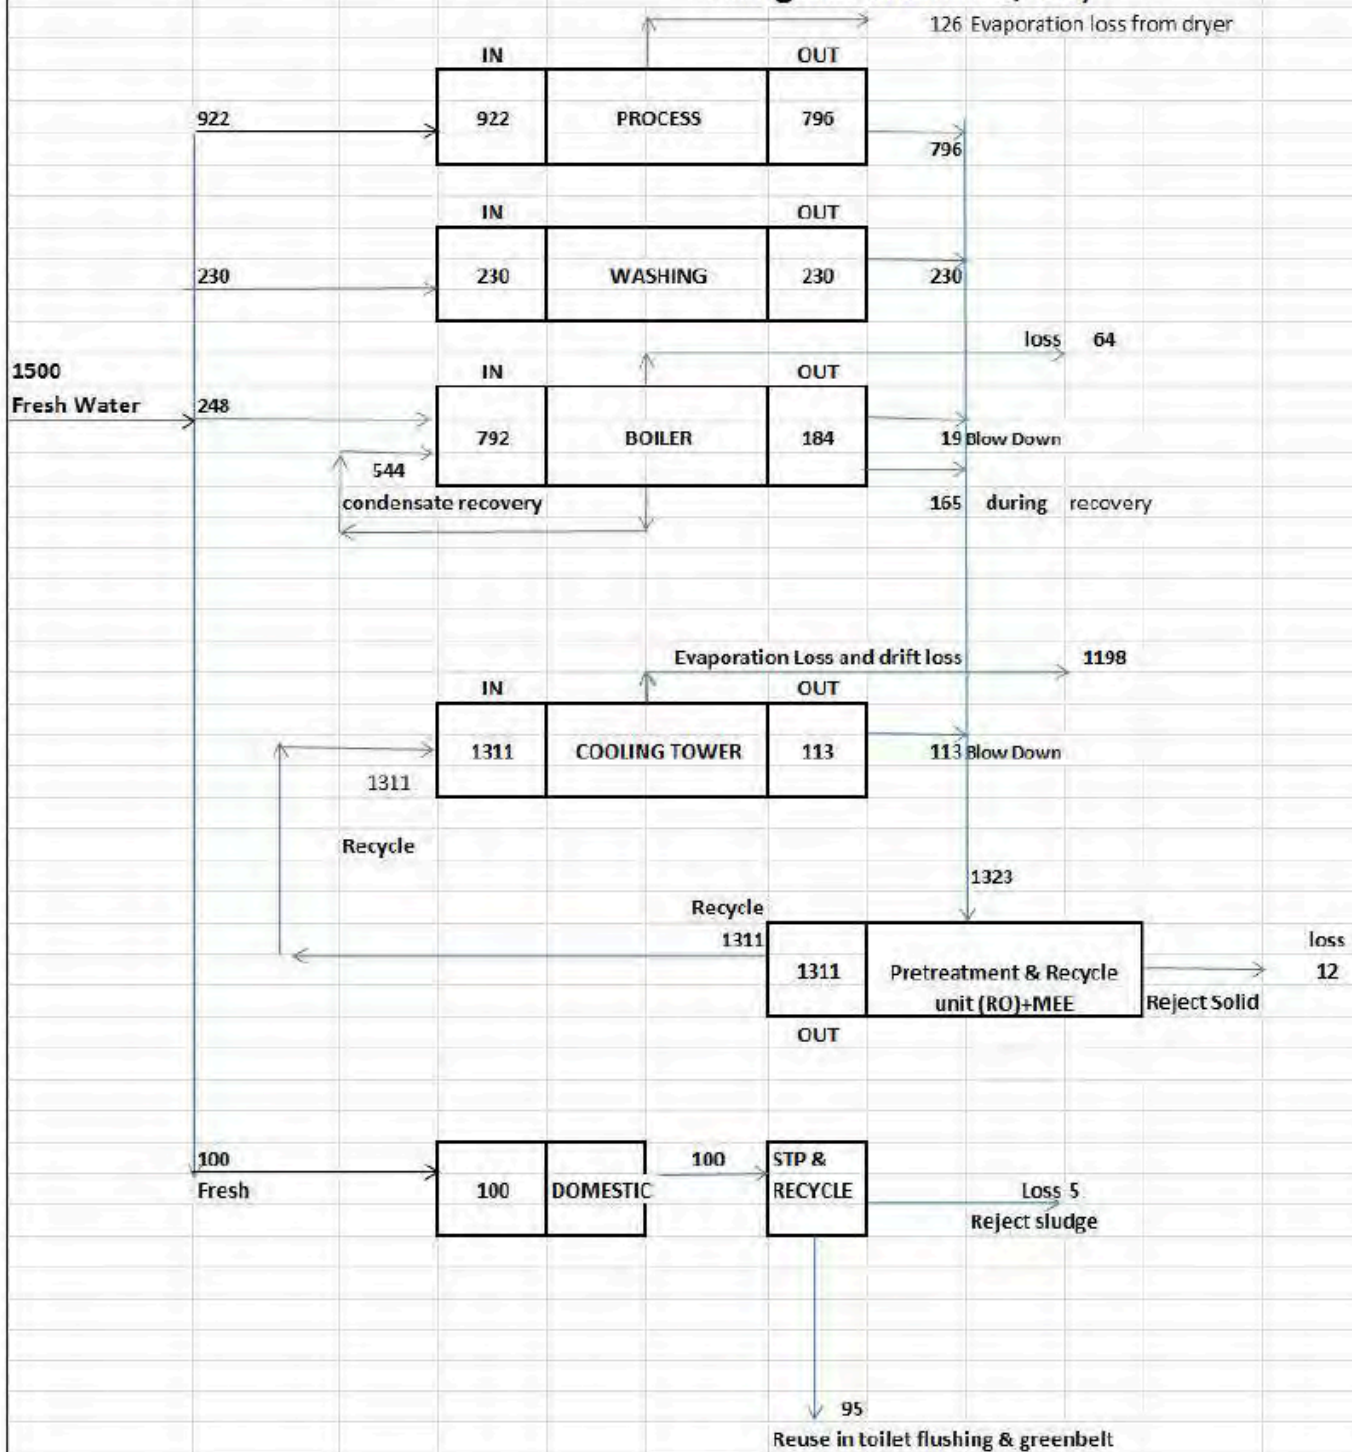 126 Evaporation loss from dryer
IN OUT
922 922 PROCESS 796
796
IN OUT
230 230 WASHING 230 230
loss 64
1500 IN OUT
Fresh Water 248
792 BOILER 184 19 Blow Down
544
condensate recovery 165 during recovery
Evaporation Loss and drift loss 1198
IN OUT
1311 COOLING TOWER 113 113 Blow Down
1311
Recycle
1323
Recycle
1311 loss
1311 Pretreatment & Recycle 12
unit (RO)+MEE Reject Solid
OUT
100 100 STP &
Fresh 100 DOMESTIC RECYCLE Loss 5
Reject sludge
95
Reuse in toilet flushing & greenbelt